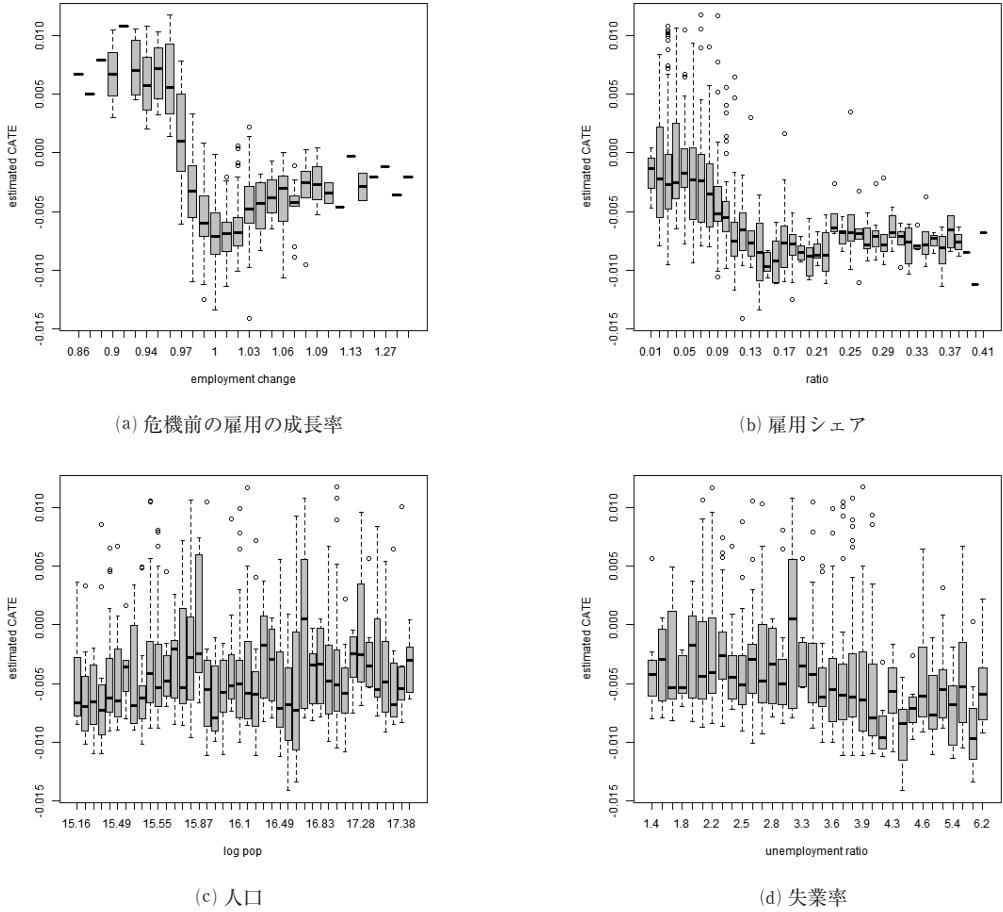 0.010
0.005
0.000
-0.005
-0.010
-0.015
estimated CATE
0.86 0.9 0.94 0.97 1 1.03 1.06 1.09 1.13 1.27
employment change
(a) 危機前の雇用の成長率
0.010
0.005
0.000
-0.005
-0.010
-0.015
estimated CATE
0.01 0.05 0.09 0.13 0.17 0.21 0.25 0.29 0.33 0.37 0.41
ratio
(b) 雇用シェア
0.010
0.005
0.000
-0.005
-0.010
-0.015
estimated CATE
15.16 15.49 15.55 15.87 16.1 16.49 16.83 17.28 17.38
log pop
(c) 人口
0.010
0.005
0.000
-0.005
-0.010
-0.015
estimated CATE
1.4 1.8 2.2 2.5 2.8 3.3 3.6 3.9 4.3 4.6 5.4 6.2
unemployment ratio
(d) 失業率